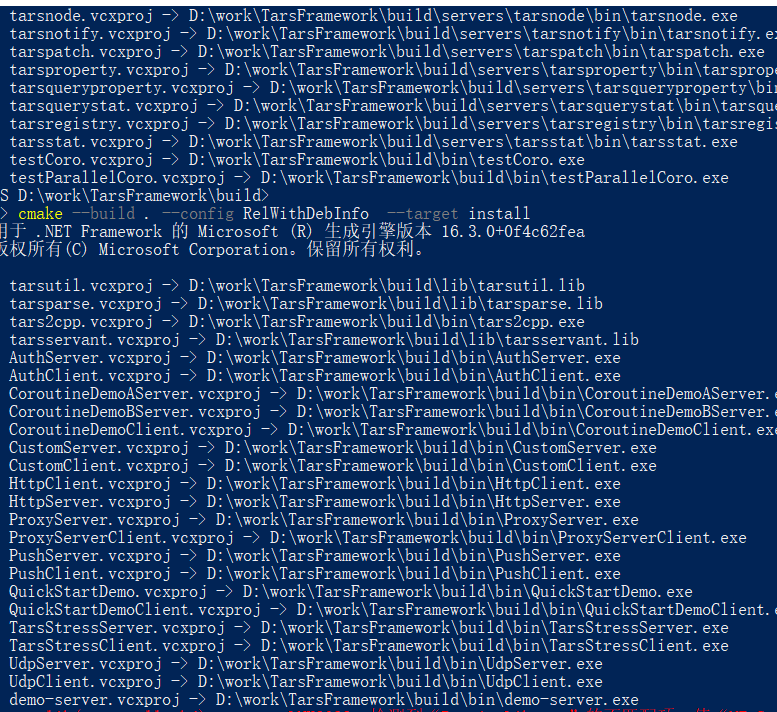 tarsnode.vcxproj -> D:\work\TarsFramework\build\servers\tarsnode\bin\tarsnode.exe
tarsnotify.vcxproj -> D:\work\TarsFramework\build\servers\tarsnotify\bin\tarsnotify.ex
tarspatch.vcxproj -> D:\work\TarsFramework\build\servers\tarspatch\bin\tarspatch.exe
tarsproperty.vcxproj -> D:\work\TarsFramework\build\servers\tarsproperty\bin\tarsprope
tarsqueryproperty.vcxproj -> D:\work\TarsFramework\build\servers\tarsqueryproperty\bin
tarsquerystat.vcxproj -> D:\work\TarsFramework\build\servers\tarsquerystat\bin\tarsque
tarsregistry.vcxproj -> D:\work\TarsFramework\build\servers\tarsregistry\bin\tarsregis
tarsstat.vcxproj -> D:\work\TarsFramework\build\servers\tarsstat\bin\tarsstat.exe
testCoro.vcxproj -> D:\work\TarsFramework\build\bin\testCoro.exe
testParallelCoro.vcxproj -> D:\work\TarsFramework\build\bin\testParallelCoro.exe
S D:\work\TarsFramework\build>
> cmake --build . --config RelWithDebInfo  --target install
用于 .NET Framework 的 Microsoft (R) 生成引擎版本 16.3.0+0f4c62fea
版权所有(C) Microsoft Corporation。保留所有权利。
tarsutil.vcxproj -> D:\work\TarsFramework\build\lib\tarsutil.lib
tarsparse.vcxproj -> D:\work\TarsFramework\build\lib\tarsparse.lib
tars2cpp.vcxproj -> D:\work\TarsFramework\build\bin\tars2cpp.exe
tarsservant.vcxproj -> D:\work\TarsFramework\build\lib\tarsservant.lib
AuthServer.vcxproj -> D:\work\TarsFramework\build\bin\AuthServer.exe
AuthClient.vcxproj -> D:\work\TarsFramework\build\bin\AuthClient.exe
CoroutineDemoAServer.vcxproj -> D:\work\TarsFramework\build\bin\CoroutineDemoAServer.e
CoroutineDemoBServer.vcxproj -> D:\work\TarsFramework\build\bin\CoroutineDemoBServer.e
CoroutineDemoClient.vcxproj -> D:\work\TarsFramework\build\bin\CoroutineDemoClient.exe
CustomServer.vcxproj -> D:\work\TarsFramework\build\bin\CustomServer.exe
CustomClient.vcxproj -> D:\work\TarsFramework\build\bin\CustomClient.exe
HttpClient.vcxproj -> D:\work\TarsFramework\build\bin\HttpClient.exe
HttpServer.vcxproj -> D:\work\TarsFramework\build\bin\HttpServer.exe
ProxyServer.vcxproj -> D:\work\TarsFramework\build\bin\ProxyServer.exe
ProxyServerClient.vcxproj -> D:\work\TarsFramework\build\bin\ProxyServerClient.exe
PushServer.vcxproj -> D:\work\TarsFramework\build\bin\PushServer.exe
PushClient.vcxproj -> D:\work\TarsFramework\build\bin\PushClient.exe
QuickStartDemo.vcxproj -> D:\work\TarsFramework\build\bin\QuickStartDemo.exe
QuickStartDemoClient.vcxproj -> D:\work\TarsFramework\build\bin\QuickStartDemoClient.e
TarsStressServer.vcxproj -> D:\work\TarsFramework\build\bin\TarsStressServer.exe
TarsStressClient.vcxproj -> D:\work\TarsFramework\build\bin\TarsStressClient.exe
UdpServer.vcxproj -> D:\work\TarsFramework\build\bin\UdpServer.exe
UdpClient.vcxproj -> D:\work\TarsFramework\build\bin\UdpClient.exe
demo-server.vcxproj -> D:\work\TarsFramework\build\bin\demo-server.exe